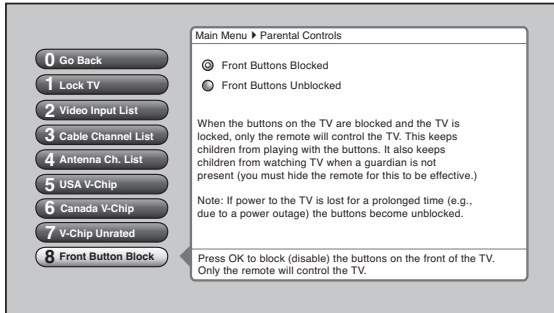 Main Menu ▶ Parental Controls
0 Go Back
1 Lock TV
2 Video Input List
3 Cable Channel List
4 Antenna Ch. List
5 USA V-Chip
6 Canada V-Chip
7 V-Chip Unrated
8 Front Button Block
Front Buttons Blocked
Front Buttons Unblocked
When the buttons on the TV are blocked and the TV is
locked, only the remote will control the TV. This keeps
children from playing with the buttons. It also keeps
children from watching TV when a guardian is not
present (you must hide the remote for this to be effective.)
Note: If power to the TV is lost for a prolonged time (e.g.,
due to a power outage) the buttons become unblocked.
Press OK to block (disable) the buttons on the front of the TV.
Only the remote will control the TV.